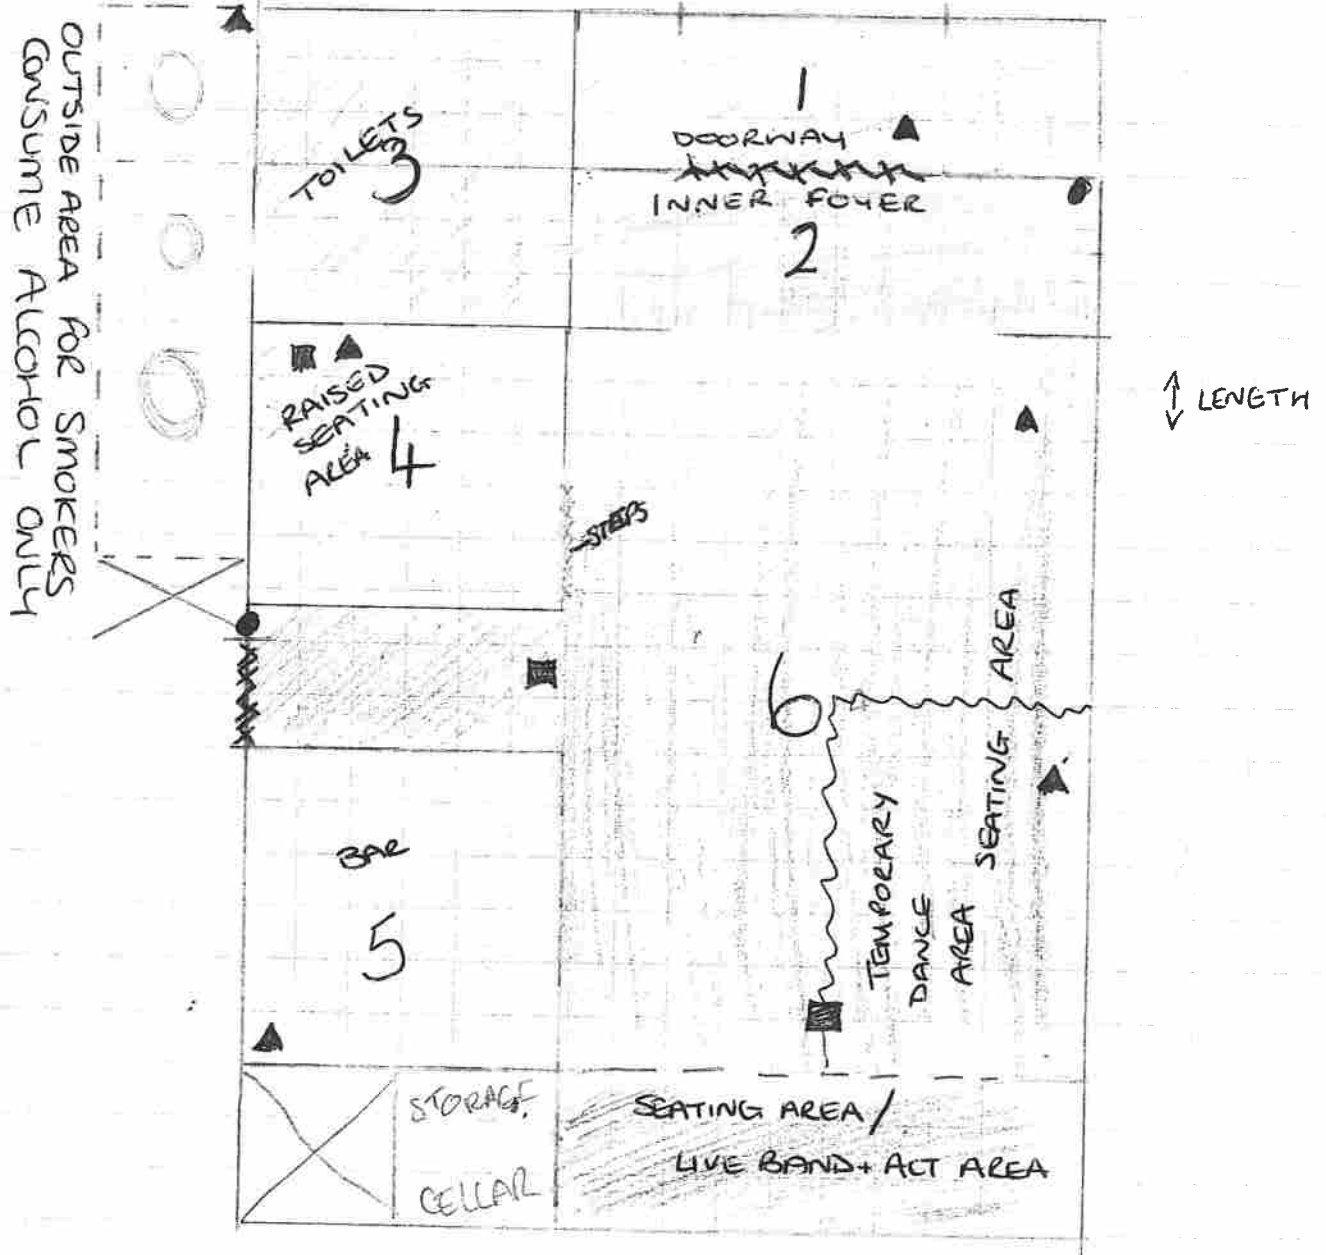 OUTSIDE AREA FOR SMOKERS
CONSUME ALCOHOL ONLY
TOILETS
3
1
DOORWAY
INNER FOYER
2
RAISED
SEATING
AREA
4
STEPS
LENGTH
6
SEATING AREA
TEMPORARY
DANCE
AREA
BAR
5
STORAGE
CELLAR
SEATING AREA/
LIVE BAND + ACT AREA